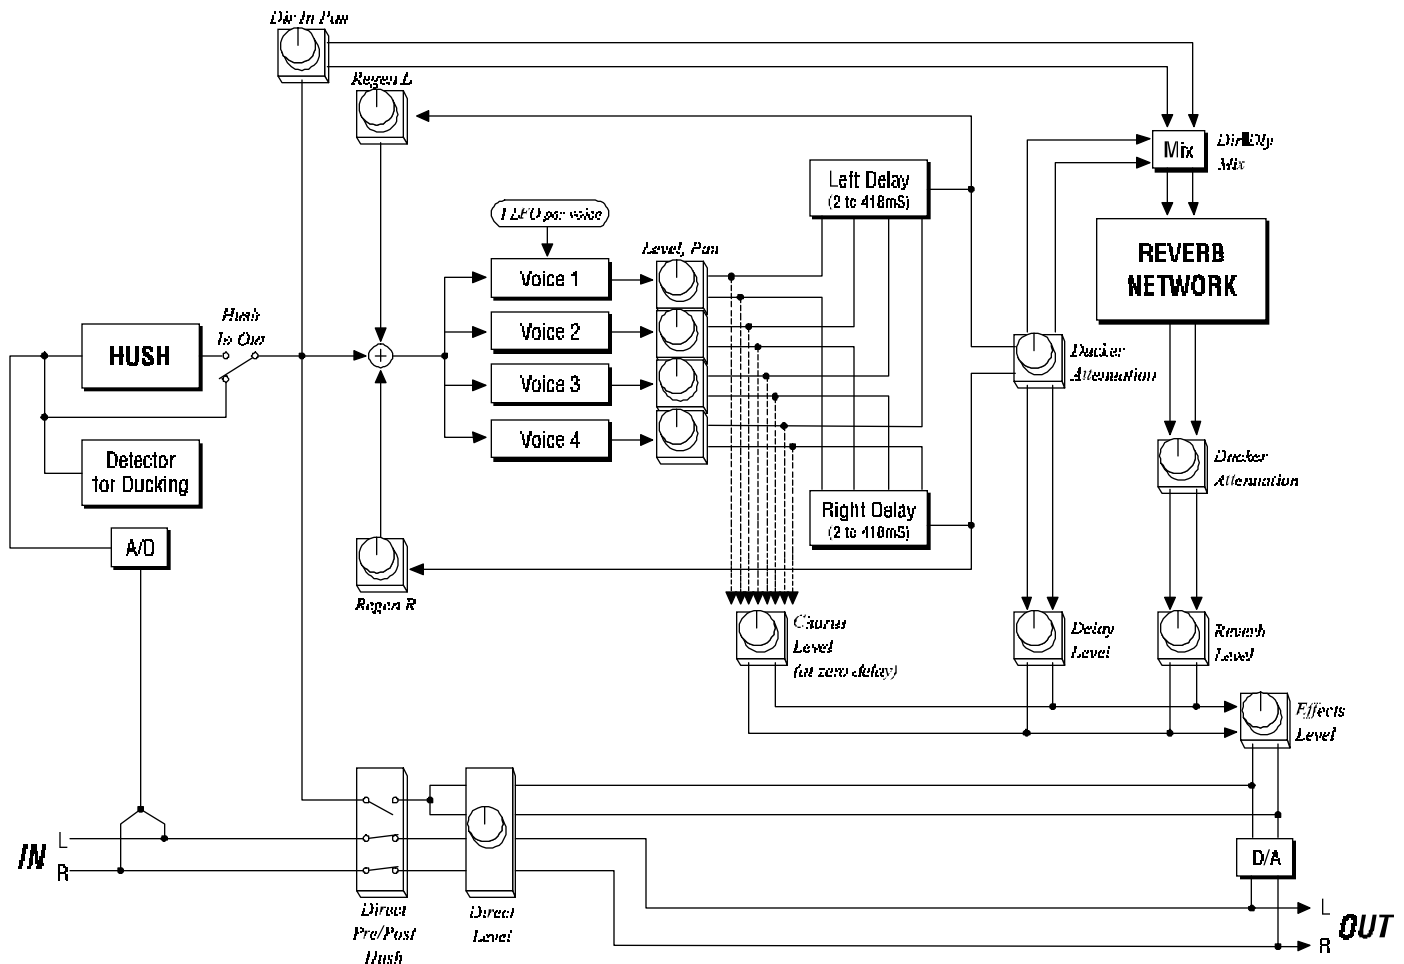 Dir In Pan
Regen L
Mix
Dir Dly
Mix
Left Delay
(2 to 418mS)
1 LFO per voice
Level, Pan
REVERB
NETWORK
Voice 1
Hush
In Out
HUSH
Voice 2
Voice 3
Voice 4
Ducker
Attenuation
Detector
for Ducking
Ducker
Attenuation
Right Delay
(2 to 418mS)
A/D
Regen R
Chorus
Level
(at zero delay)
Delay
Level
Reverb
Level
Effects
Level
IN
L
R
D/A
Direct
Pre/Post
Hush
Direct
Level
L
R
OUT